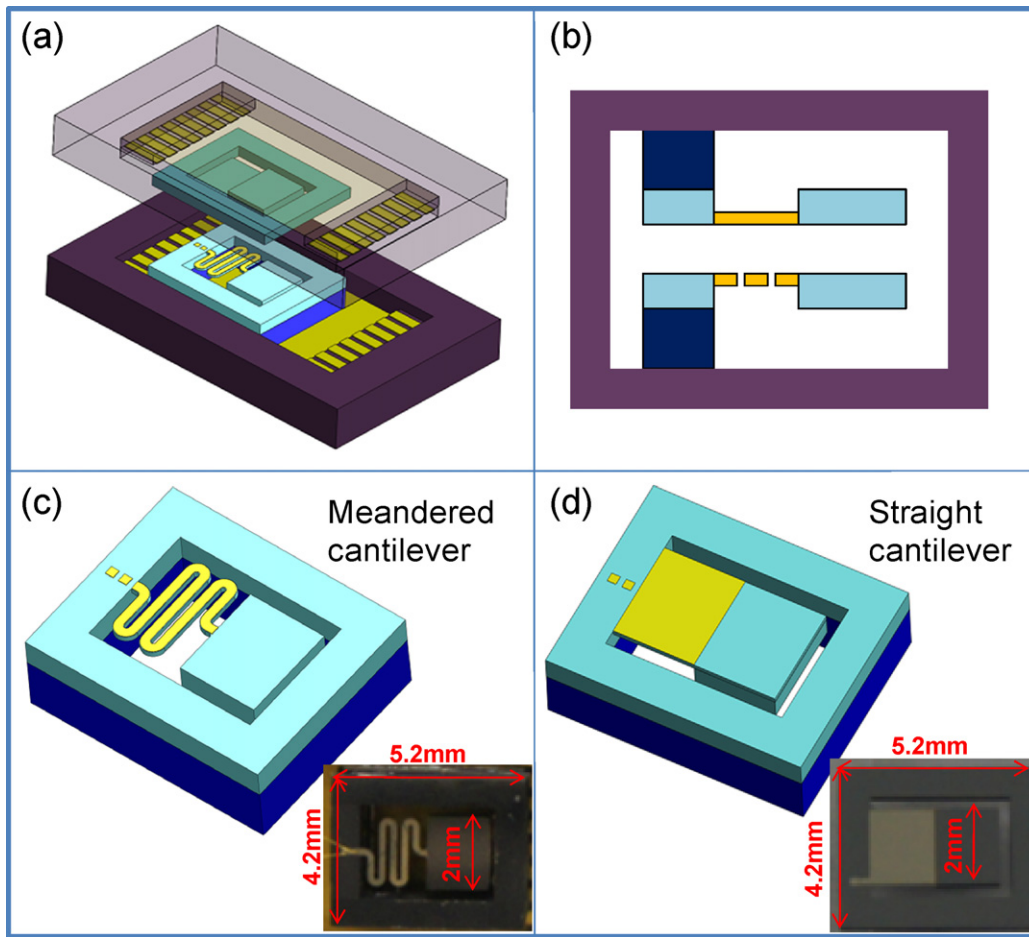 (a)
(b)
(c)
Meandered
cantilever
5.2mm
4.2mm
2mm
(d)
Straight
cantilever
5.2mm
4.2mm
2mm